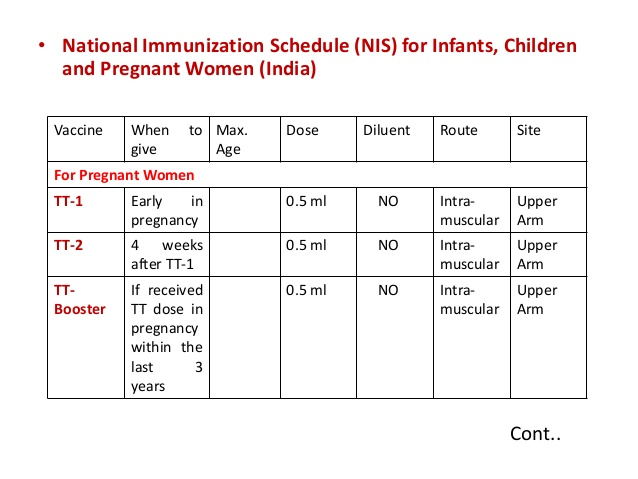 • National Immunization Schedule (NIS) for Infants, Children
and Pregnant Women (India)
Vaccine When to give Max. Age Dose Diluent Route Site
For Pregnant Women
TT-1 Early in pregnancy 0.5 ml NO Intra-muscular Upper Arm
TT-2 4 weeks after TT-1 0.5 ml NO Intra-muscular Upper Arm
TT-Booster If received TT dose in pregnancy within the last 3 years 0.5 ml NO Intra-muscular Upper Arm
Cont..